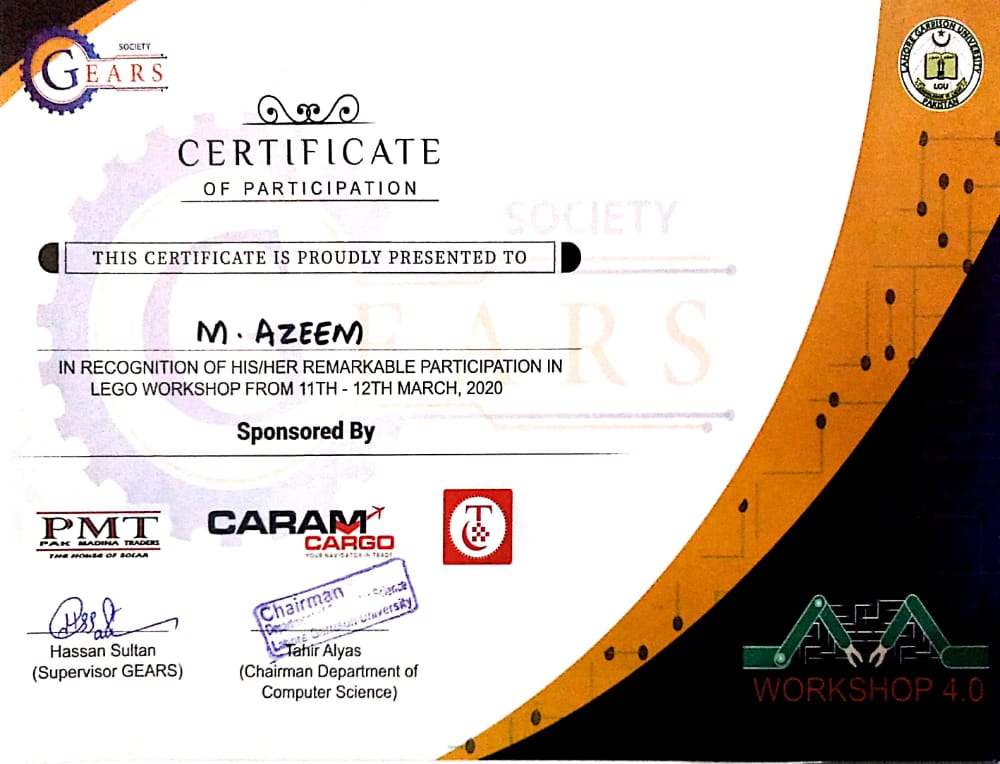 SOCIETY
GEARS
LAHORE GARRISON UNIVERSITY
LGU
PAKISTAN
CERTIFICATE
OF PARTICIPATION
SOCIETY
GEARS
THIS CERTIFICATE IS PROUDLY PRESENTED TO
M. AZEEM
IN RECOGNITION OF HIS/HER REMARKABLE PARTICIPATION IN
LEGO WORKSHOP FROM 11TH - 12TH MARCH, 2020
Sponsored By
PMT
PAK MADINA TRADERS
THE HOUSE OF SOLAR
CARAM
CARGO
YOUR NAVIGATOR IN TRADE
TC
Chairman
Science
Lahore Garrison University
Hassan Sultan
(Supervisor GEARS)
Tahir Alyas
(Chairman Department of
Computer Science)
WORKSHOP 4.0